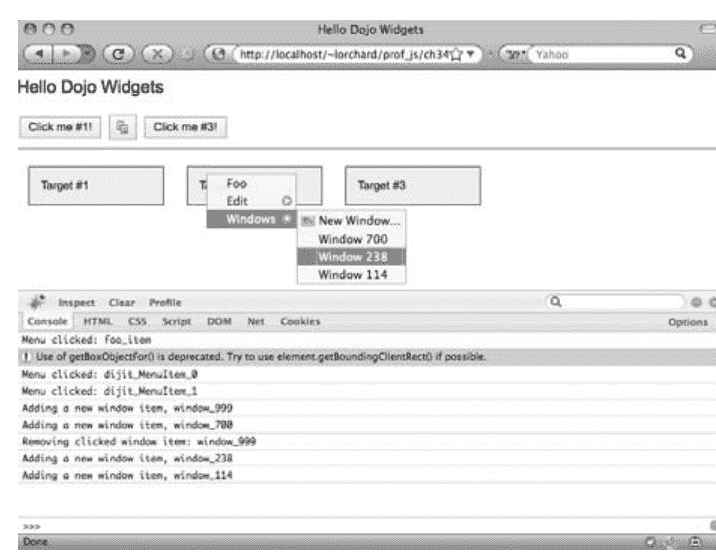 Hello Dojo Widgets
http://localhost/~lorchard/prof_js/ch34
Yahoo
Hello Dojo Widgets
Click me #1!
Click me #3!
Target #1
Target #3
Foo
Edit
Windows
New Window...
Window 700
Window 238
Window 114
Inspect Clear Profile
Console HTML CSS Script DOM Net Cookies Options
Menu clicked: foo_item
Use of getBoxObjectFor() is deprecated. Try to use element.getBoundingClientRect() if possible.
Menu clicked: dijit_MenuItem_0
Menu clicked: dijit_MenuItem_1
Adding a new window item, window_999
Adding a new window item, window_700
Removing clicked window item: window_999
Adding a new window item, window_238
Adding a new window item, window_114
>>>
Done